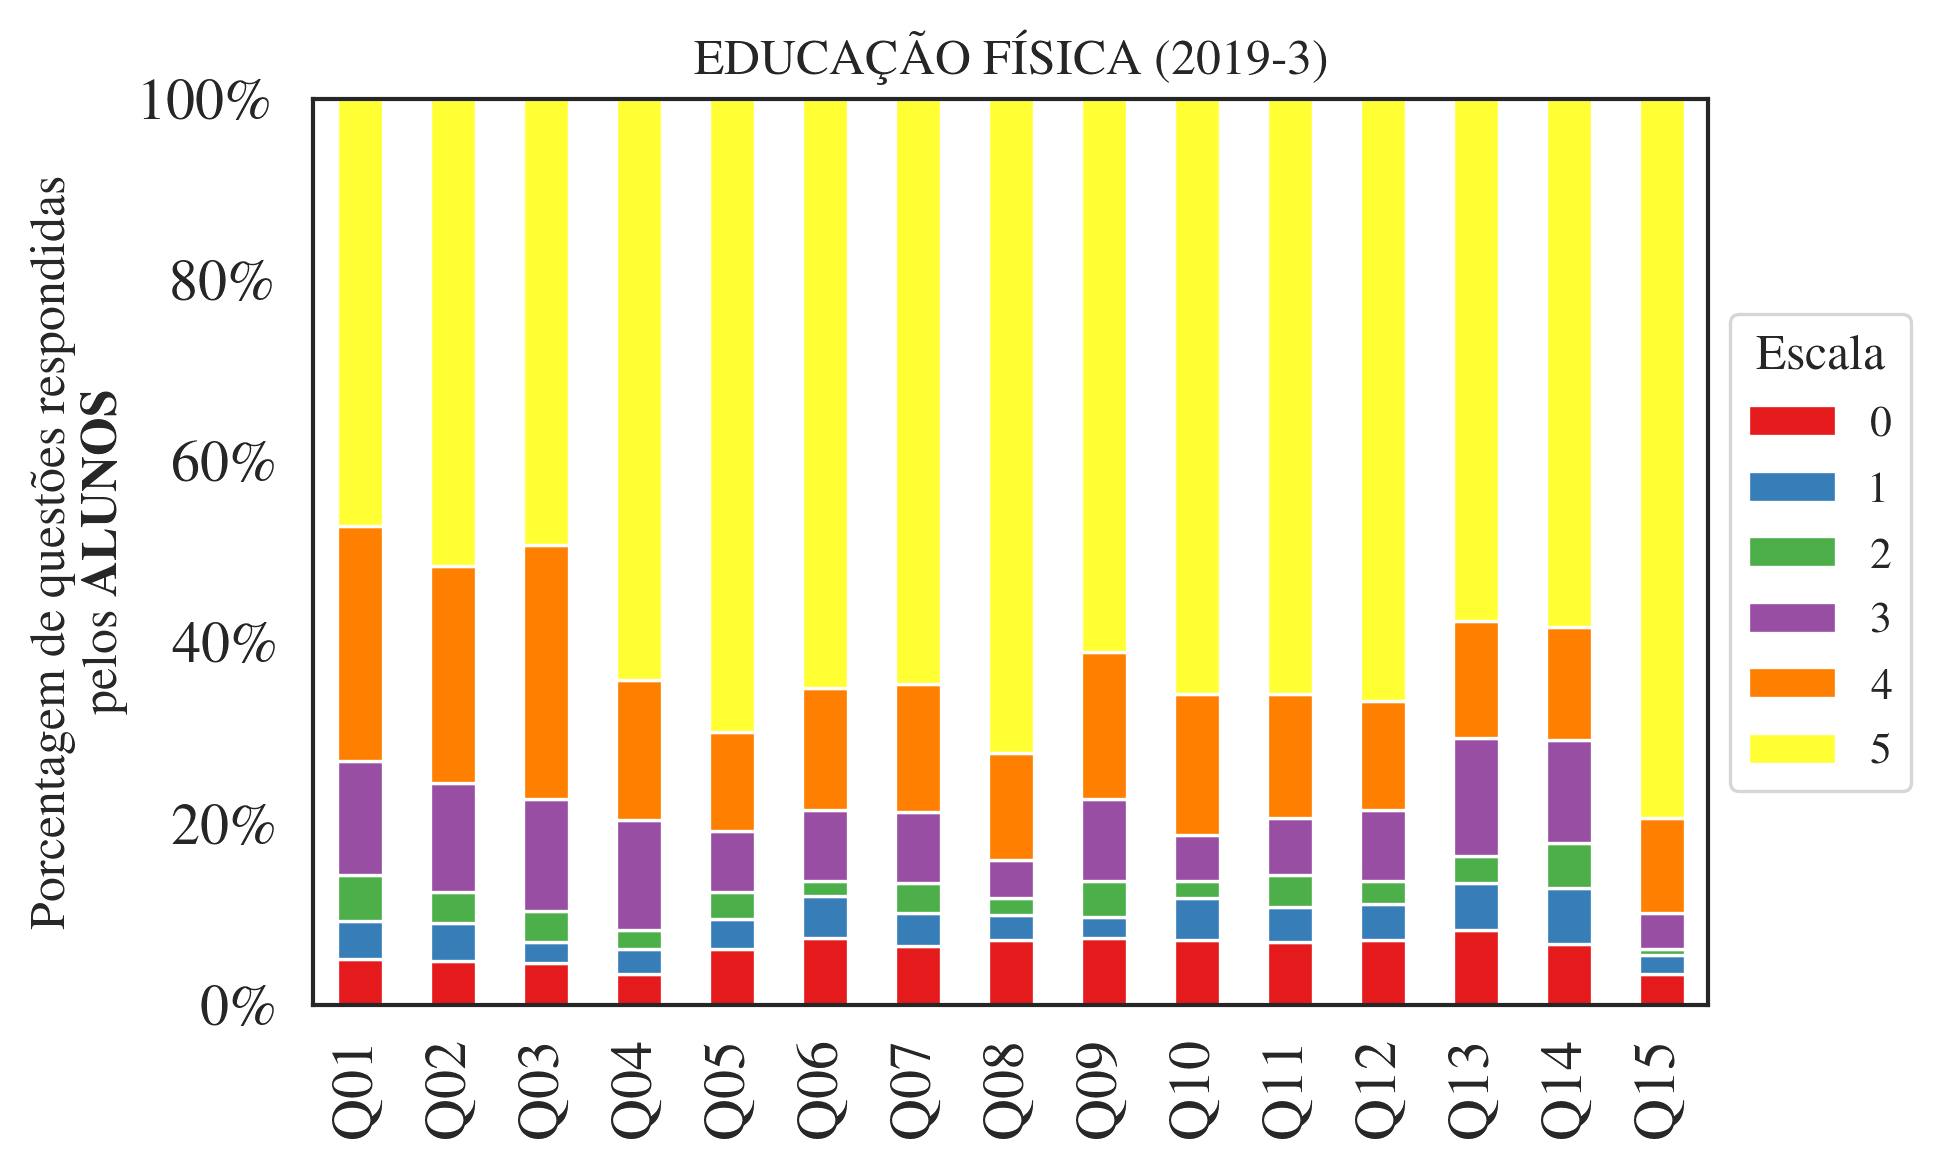 EDUCAÇÃO FÍSICA (2019-3)
Porcentagem de questões respondidas
pelos ALUNOS
100%
80%
60%
40%
20%
0%
Q01
Q02
Q03
Q04
Q05
Q06
Q07
Q08
Q09
Q10
Q11
Q12
Q13
Q14
Q15
Escala
0
1
2
3
4
5